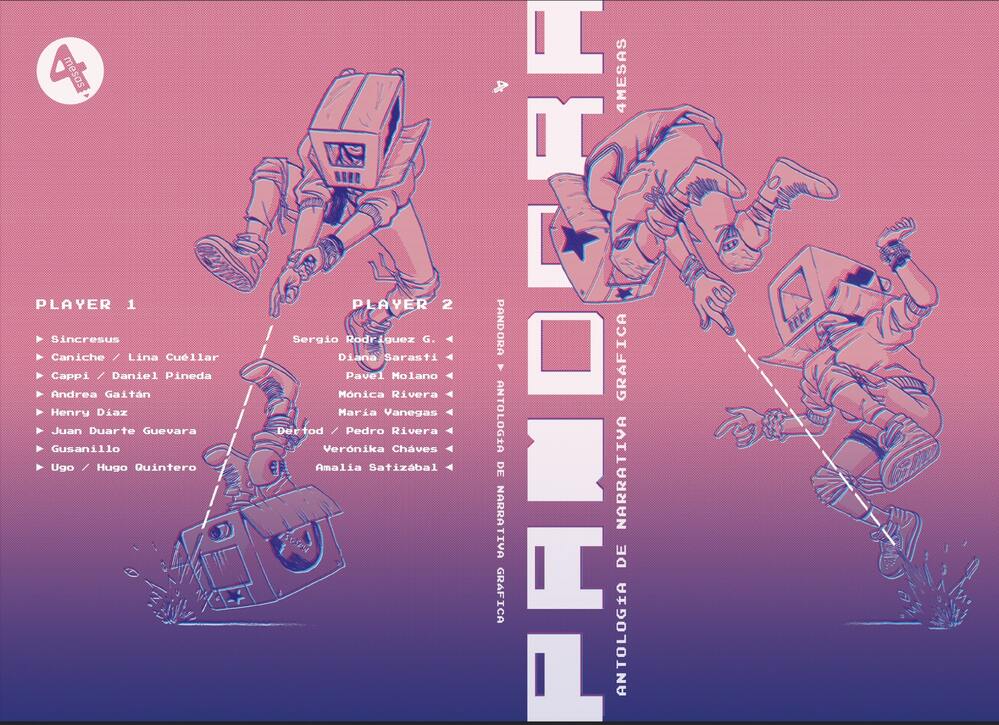 4
mesas
PLAYER 1
Sincresus
Caniche / Lina Cuéllar
Cappi / Daniel Pineda
Andrea Gaitán
Henry Díaz
Juan Duarte Guevara
Gusanillo
Ugo / Hugo Quintero
PLAYER 2
Sergio Rodríguez G.
Diana Sarasti
Pavel Molano
Mónica Rivera
María Vanegas
Dertod / Pedro Rivera
Verónika Cháves
Amalia Satizábal
4
PANDORA ▶ ANTOLOGíA DE NARRATIVA GRáFICA
PANDORA
ANTOLOGíA DE NARRATIVA GRáFICA
4MESAS